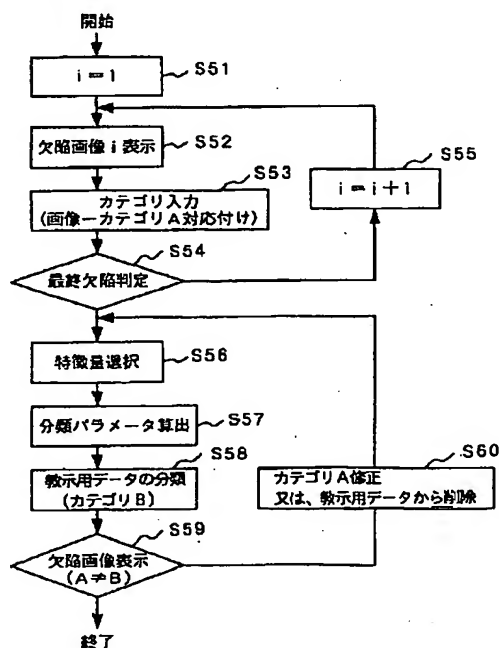 開始
i＝1
S51
欠陥画像 i 表示
S52
カテゴリ入力
(画像ーカテゴリA対応付け)
S53
最終欠陥判定
S54
i＝i＋1
S55
特徴量選択
S56
分類パラメータ算出
S57
教示用データの分類
(カテゴリB)
S58
欠陥画像表示
(A≠B)
S59
カテゴリA修正
又は、教示用データから削除
S60
終了